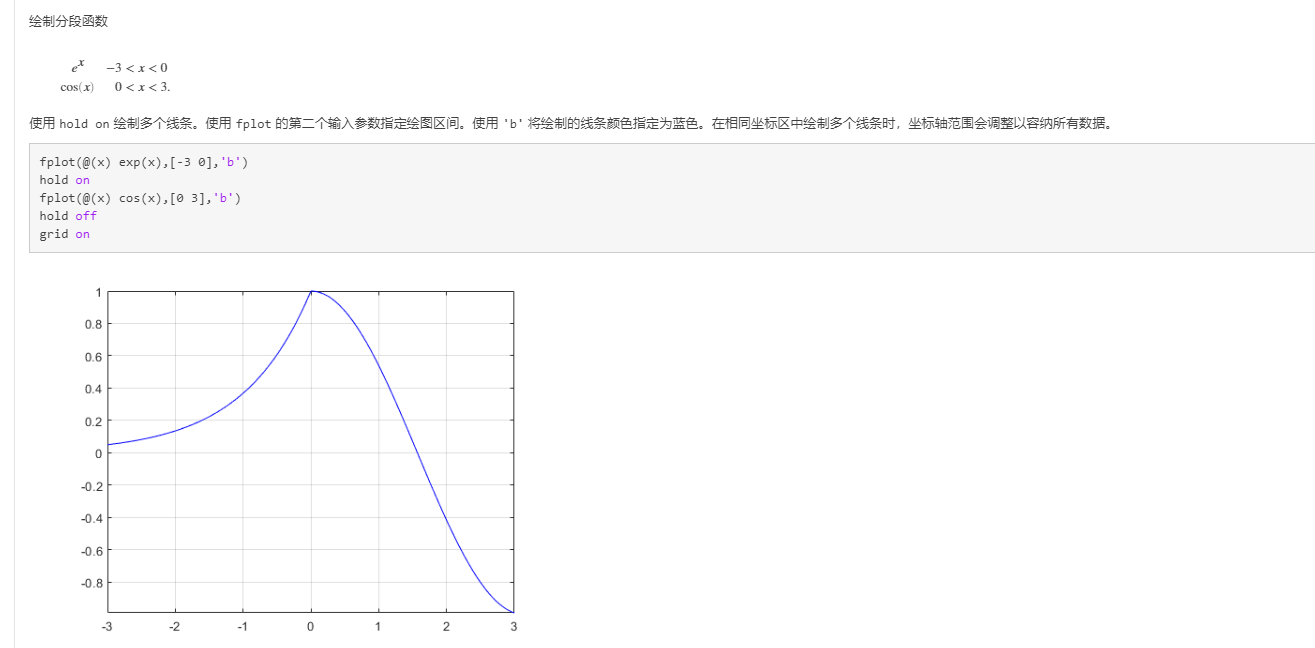 绘制分段函数
eˣ −3 < x < 0
cos(x) 0 < x < 3.
使用 hold on 绘制多个线条。使用 fplot 的第二个输入参数指定绘图区间。使用 'b' 将绘制的线条颜色指定为蓝色。在相同坐标区中绘制多个线条时，坐标轴范围会调整以容纳所有数据。
fplot(@(x) exp(x),[-3 0],'b')
hold on
fplot(@(x) cos(x),[0 3],'b')
hold off
grid on
1
0.8
0.6
0.4
0.2
0
-0.2
-0.4
-0.6
-0.8
-3 -2 -1 0 1 2 3